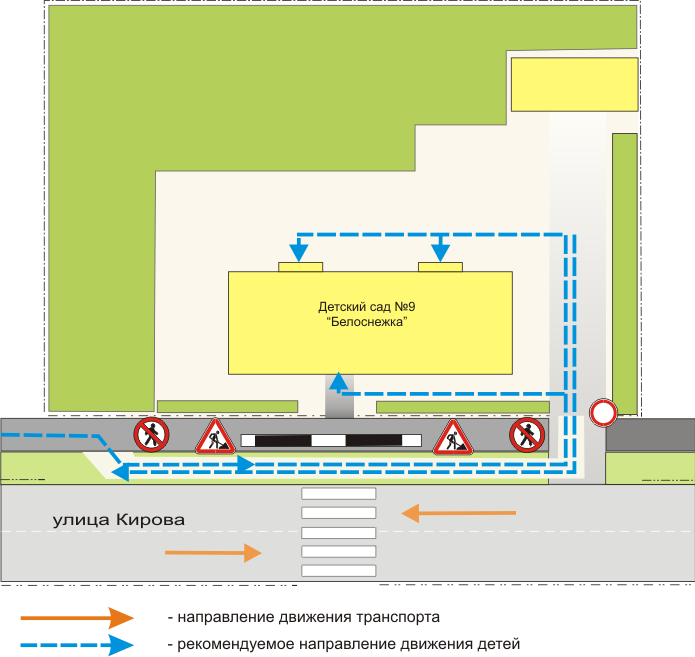 Детский сад №9
“Белоснежка”
улица Кирова
- направление движения транспорта
- рекомендуемое направление движения детей